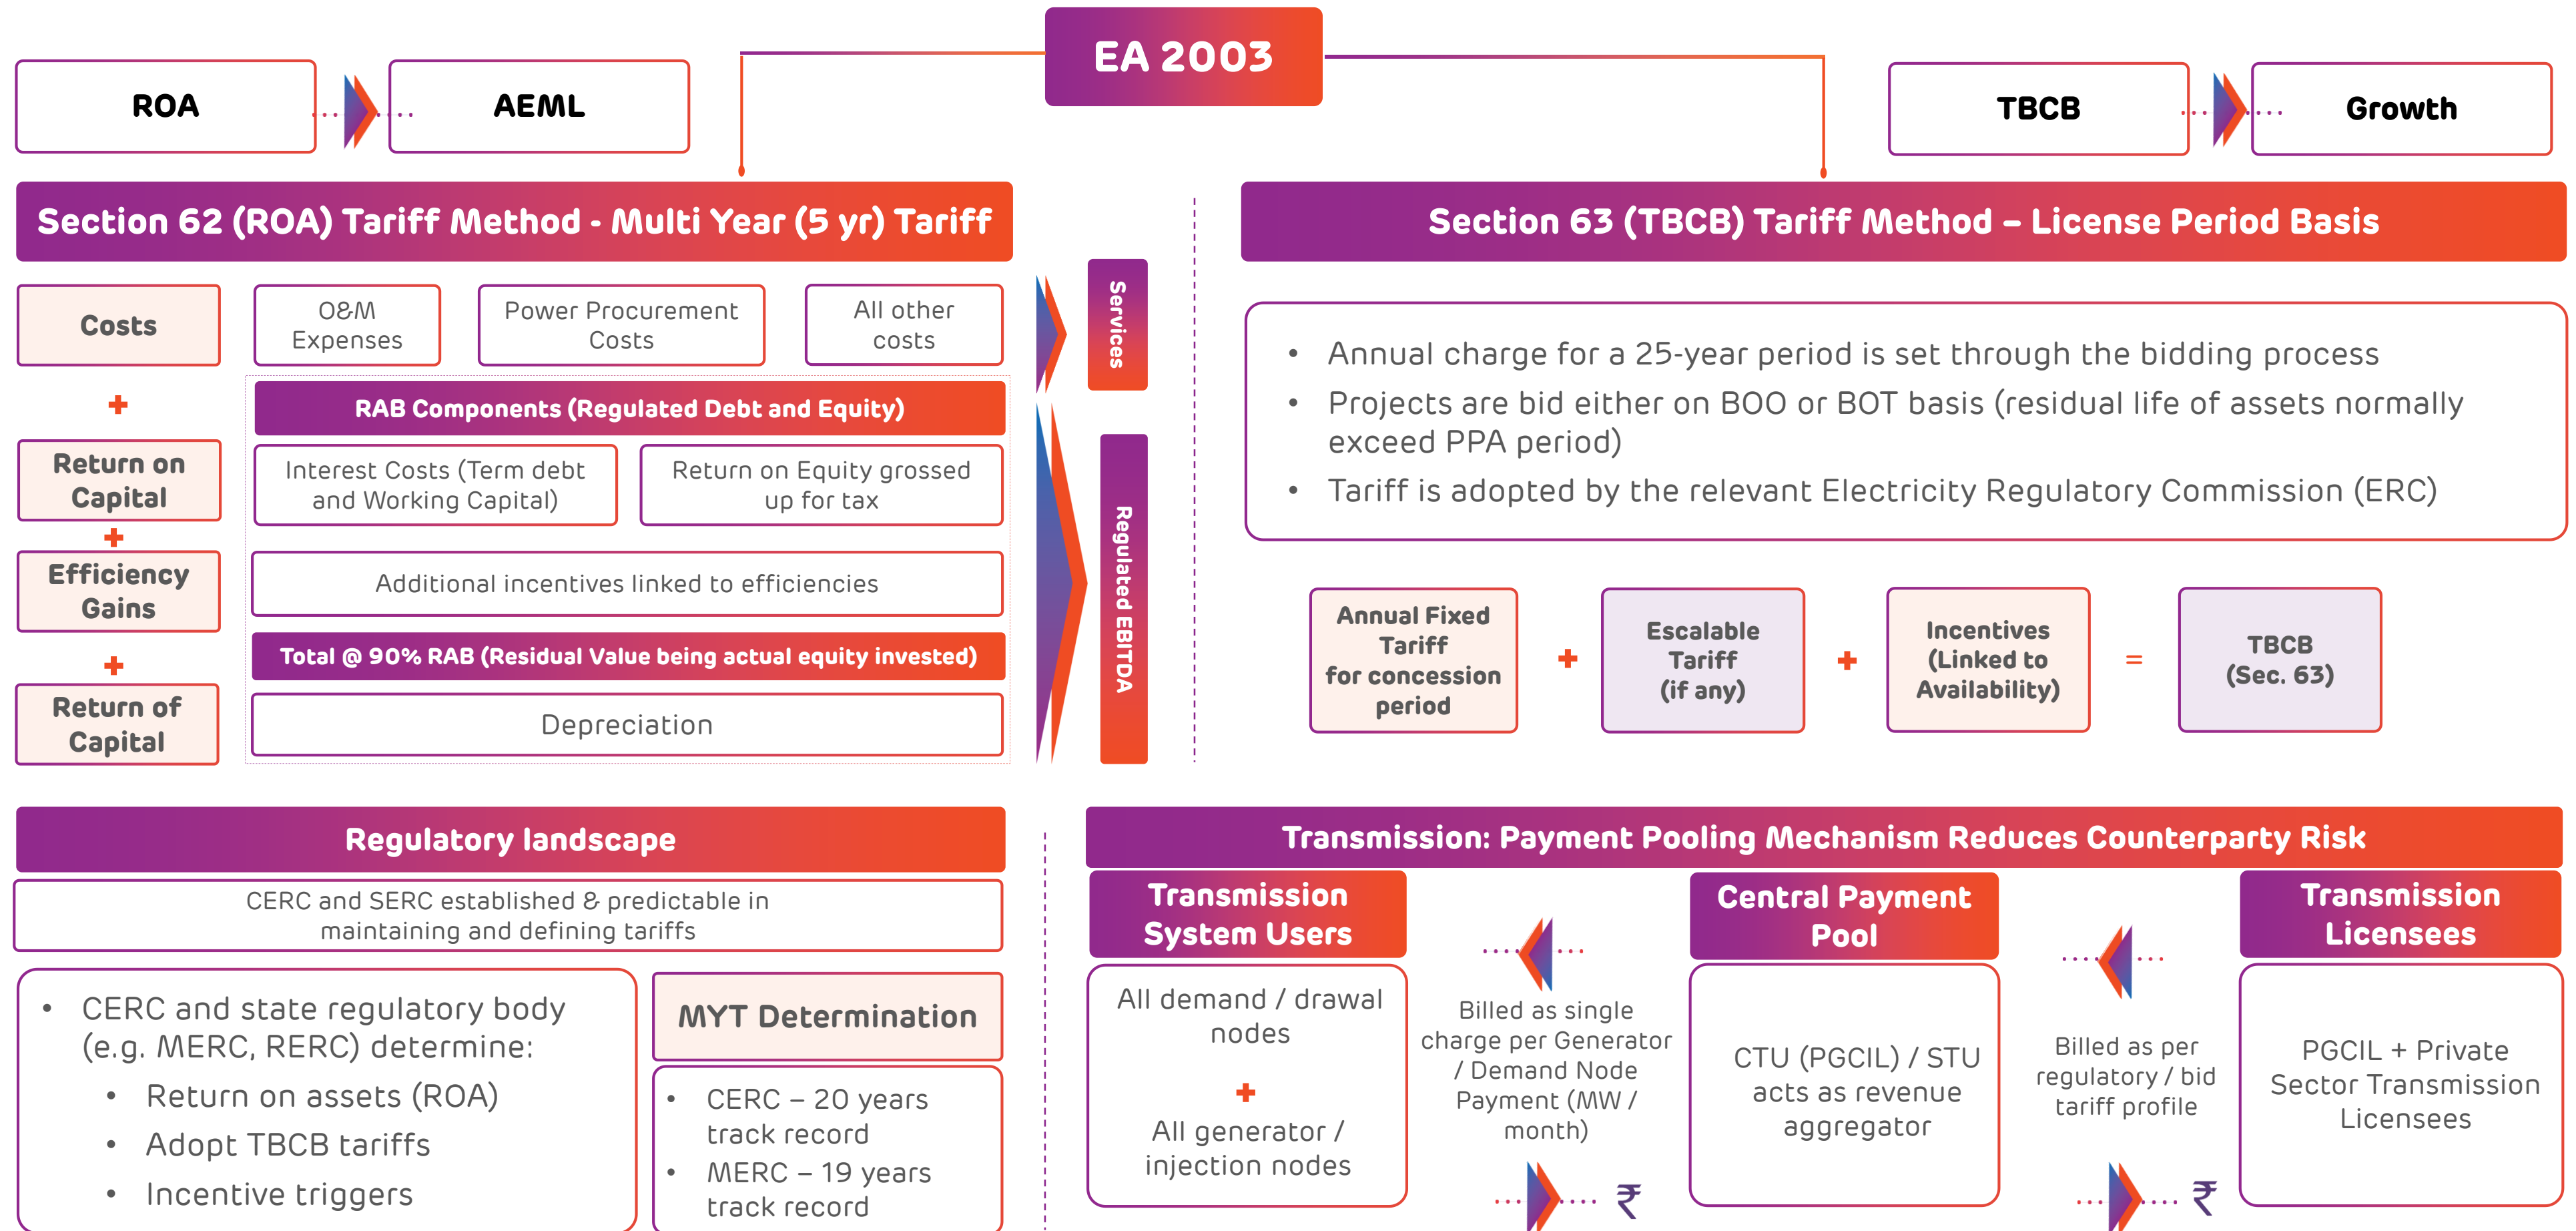 EA 2003
ROA
AEML
TBCB
Growth
Section 62 (ROA) Tariff Method - Multi Year (5 yr) Tariff
Costs
O&M
Expenses
Power Procurement
Costs
All other
costs
Services
+
RAB Components (Regulated Debt and Equity)
Return on
Capital
Interest Costs (Term debt
and Working Capital)
Return on Equity grossed
up for tax
+
Efficiency
Gains
Additional incentives linked to efficiencies
Regulated EBITDA
+
Total @ 90% RAB (Residual Value being actual equity invested)
Return of
Capital
Depreciation
Section 63 (TBCB) Tariff Method – License Period Basis
• Annual charge for a 25-year period is set through the bidding process
• Projects are bid either on BOO or BOT basis (residual life of assets normally
exceed PPA period)
• Tariff is adopted by the relevant Electricity Regulatory Commission (ERC)
Annual Fixed
Tariff
for concession
period
+
Escalable
Tariff
(if any)
+
Incentives
(Linked to
Availability)
=
TBCB
(Sec. 63)
Regulatory landscape
CERC and SERC established & predictable in
maintaining and defining tariffs
• CERC and state regulatory body
(e.g. MERC, RERC) determine:
• Return on assets (ROA)
• Adopt TBCB tariffs
• Incentive triggers
MYT Determination
• CERC – 20 years
track record
• MERC – 19 years
track record
Transmission: Payment Pooling Mechanism Reduces Counterparty Risk
Transmission
System Users
All demand / drawal
nodes
+
All generator /
injection nodes
Billed as single
charge per Generator
/ Demand Node
Payment (MW /
month)
₹
Central Payment
Pool
CTU (PGCIL) / STU
acts as revenue
aggregator
Billed as per
regulatory / bid
tariff profile
₹
Transmission
Licensees
PGCIL + Private
Sector Transmission
Licensees